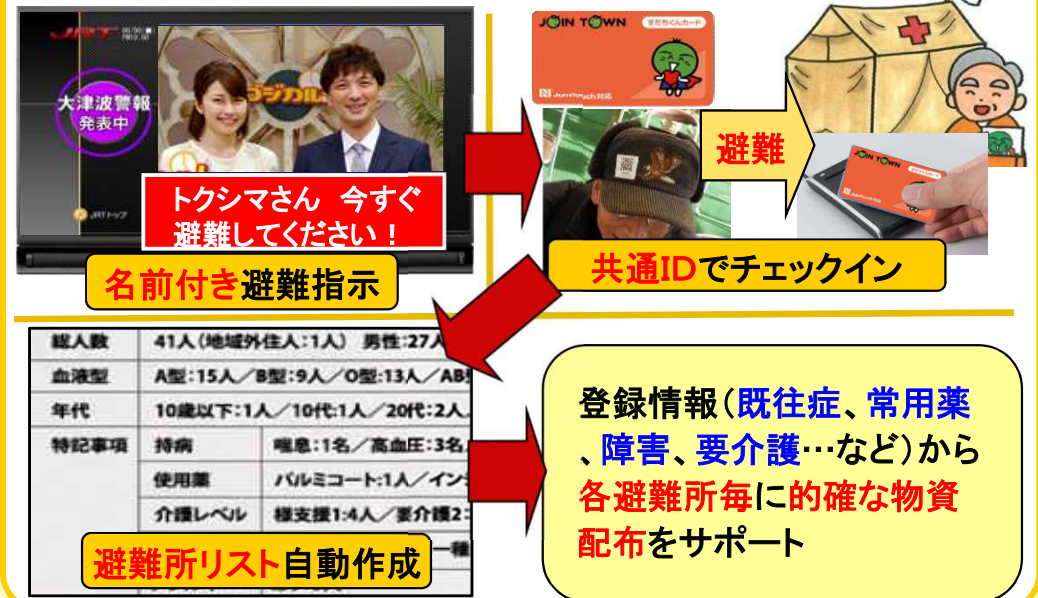 JRT
大津波警報
発表中
JRTトップ
トクシマさん 今すぐ
避難してください！
名前付き避難指示
JOIN TOWN
すだちくんカード
対応
避難
JOIN TOWN
共通IDでチェックイン
総人数 41人(地域外住人:1人) 男性:27人
血液型 A型:15人／B型:9人／O型:13人／AB
年代 10歳以下:1人／10代:1人／20代:2人
特記事項 持病 喘息:1名／高血圧:3名
使用薬 パルミコート:1人／イン
介護レベル 様支援1:4人／要介護2:
一種
避難所リスト自動作成
登録情報(既往症、常用薬
、障害、要介護…など)から
各避難所毎に的確な物資
配布をサポート